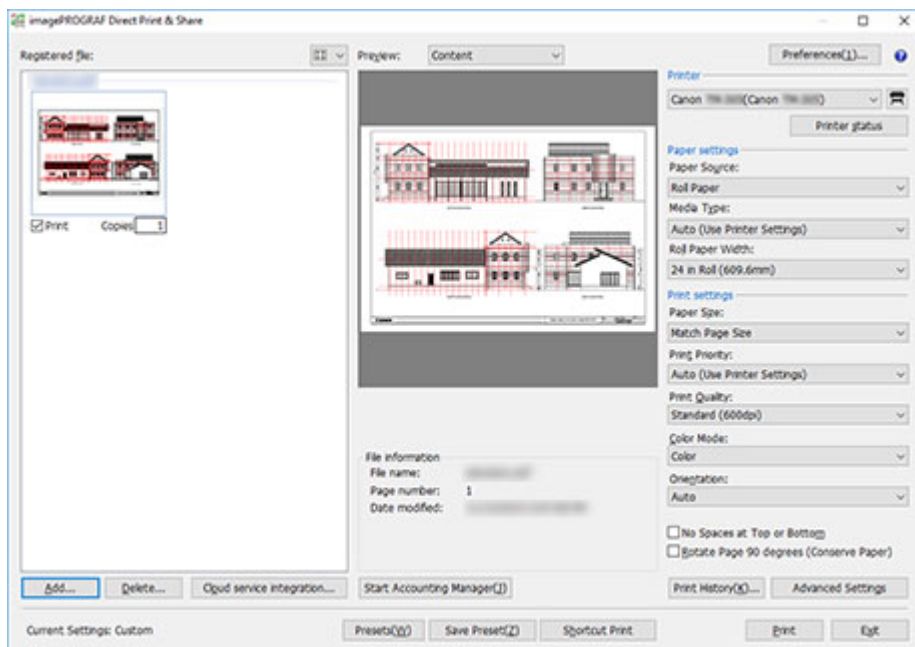 imagePROGRAF Direct Print & Share
Registered file:
Preview: Content
Preferences(1)...
Printer
Canon (Canon )
Printer status
Paper settings
Paper Source:
Roll Paper
Media Type:
Auto (Use Printer Settings)
Roll Paper Width:
24 in Roll (609.6mm)
Print settings
Paper Size:
Match Page Size
Print Priority:
Auto (Use Printer Settings)
Print Quality:
Standard (600dpi)
Color Mode:
Color
Orientation:
Auto
No Spaces at Top or Bottom
Rotate Page 90 degrees (Conserve Paper)
Print Copies 1
File information
File name:
Page number: 1
Date modified:
Add... Delete... Cloud service integration... Start Accounting Manager(J) Print History(K)... Advanced Settings
Current Settings: Custom Presets(W) Save Preset(Z) Shortcut Print Print Exit